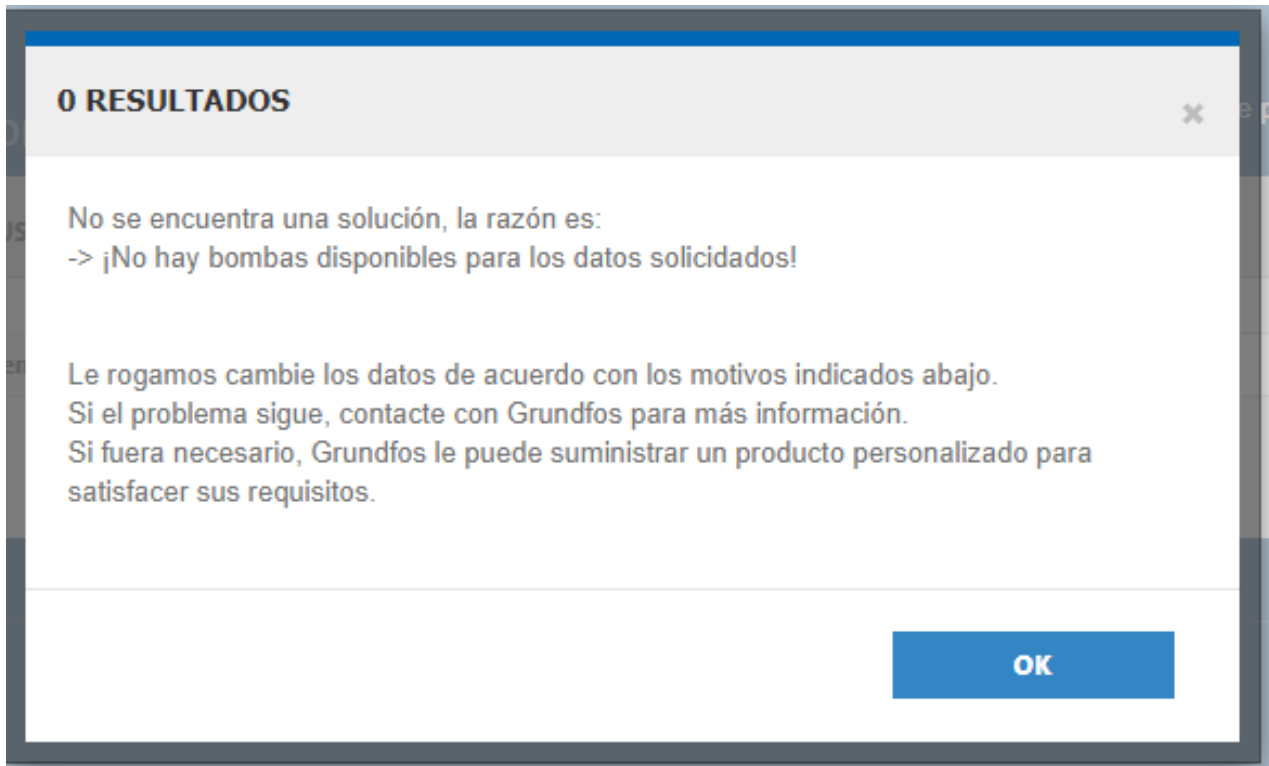 0 RESULTADOS
No se encuentra una solución, la razón es:
-> ¡No hay bombas disponibles para los datos solicidados!
Le rogamos cambie los datos de acuerdo con los motivos indicados abajo.
Si el problema sigue, contacte con Grundfos para más información.
Si fuera necesario, Grundfos le puede suministrar un producto personalizado para
satisfacer sus requisitos.
OK